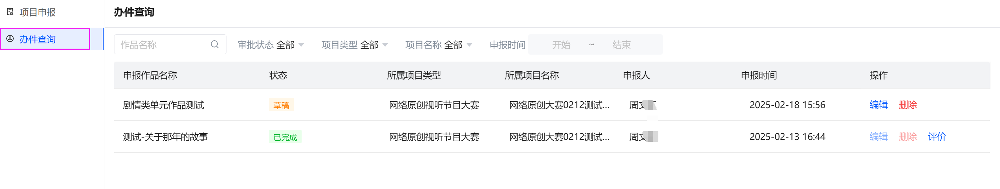 项目申报
办件查询
办件查询
作品名称 审批状态 全部 项目类型 全部 项目名称 全部 申报时间 开始 ~ 结束
申报作品名称 状态 所属项目类型 所属项目名称 申报人 申报时间 操作
剧情类单元作品测试 草稿 网络原创视听节目大赛 网络原创大赛0212测试... 周文 2025-02-18 15:56 编辑 删除
测试-关于那年的故事 已完成 网络原创视听节目大赛 网络原创大赛0212测试... 周文 2025-02-13 16:44 编辑 删除 评价